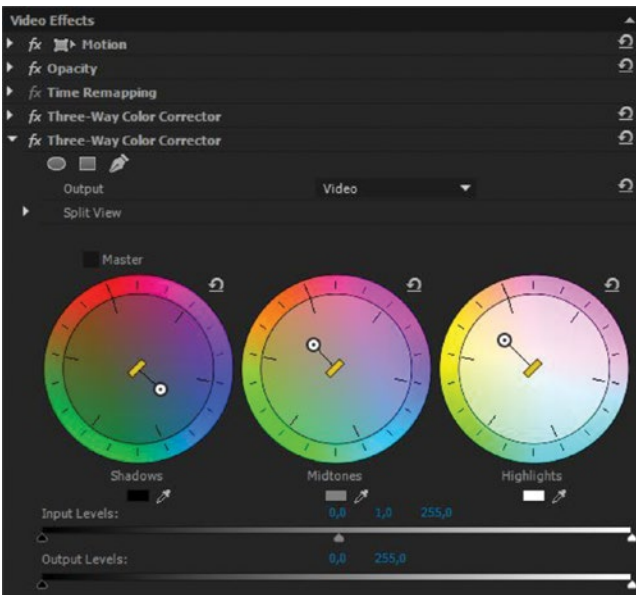 Video Effects
fx Motion
fx Opacity
fx Time Remapping
fx Three-Way Color Corrector
fx Three-Way Color Corrector
Output Video
Split View
Master
Shadows Midtones Highlights
Input Levels: 0,0 1,0 255,0
Output Levels: 0,0 255,0